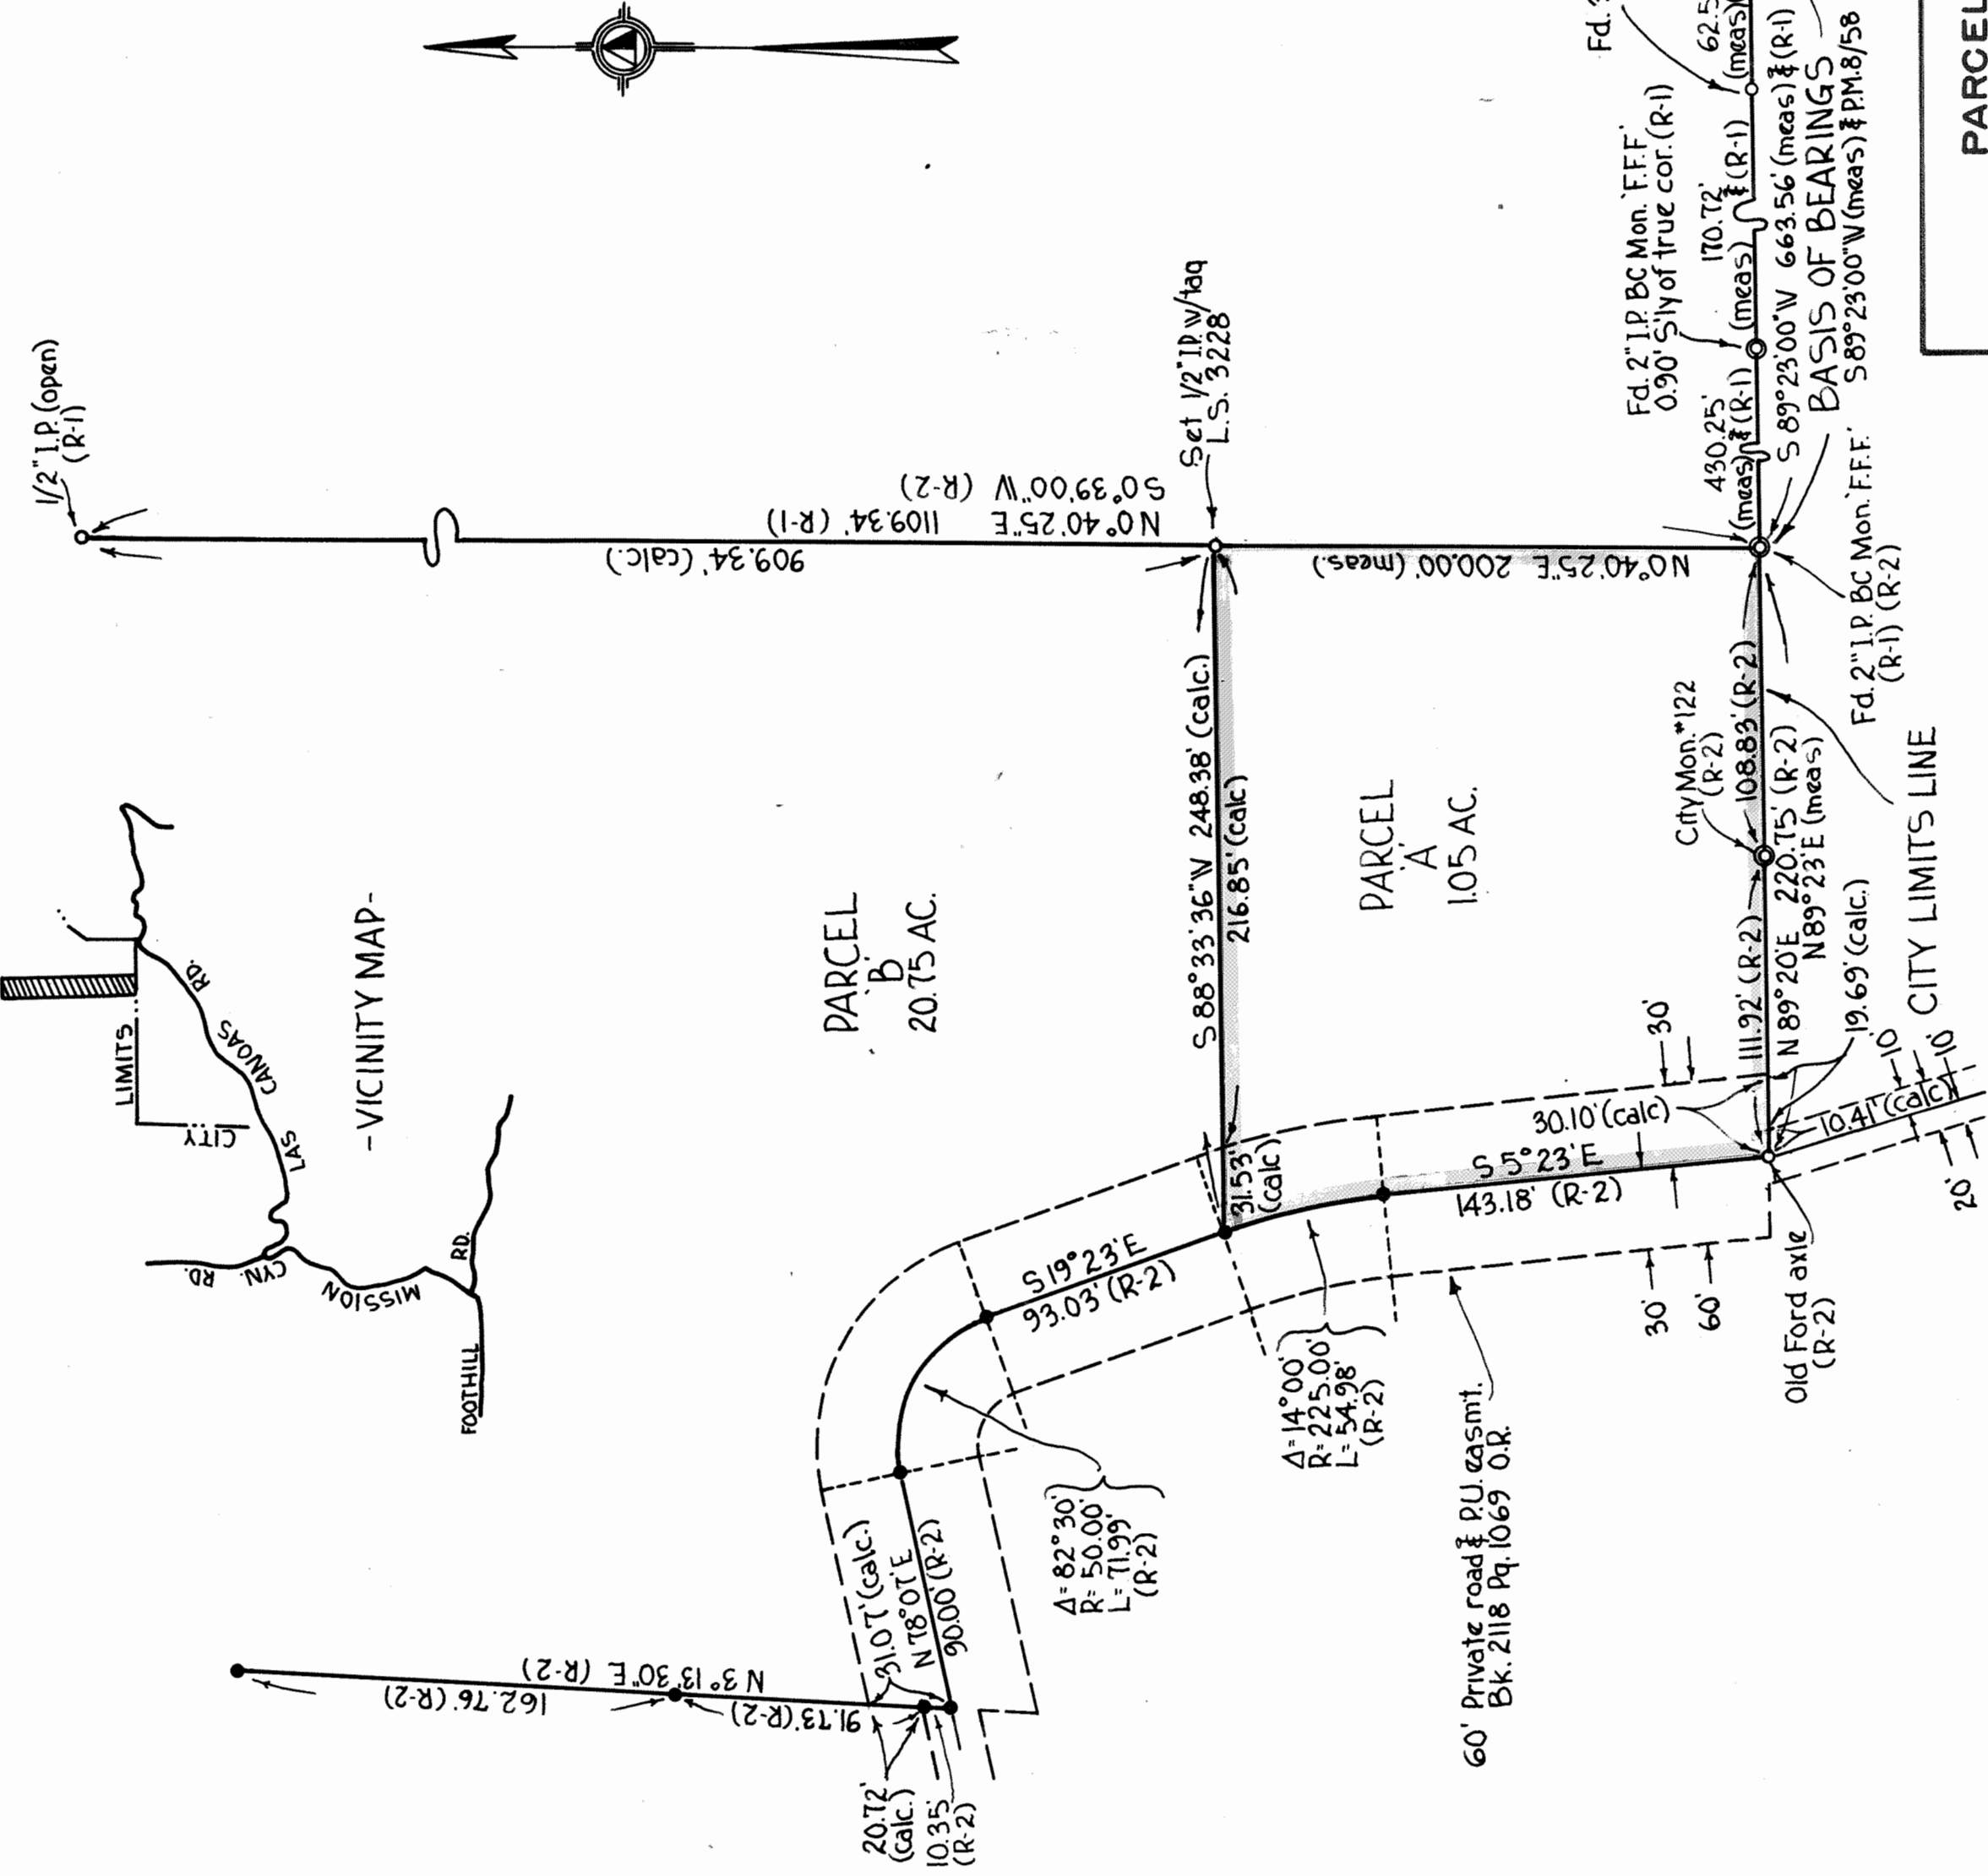 1/2" I.P. (open)
(R-1)
909.34' (calc.)
N0°40'25"E 1109.34' (R-1)
S0°39'00"W (R-2)
Set 1/2" I.P. w/tag
L.S. 3228
N0°40'25"E 200.00' (meas.)
LIMITS
CITY
LAS
CANOAS
RD.
RD.
CYN.
MISSION
RD.
FOOTHILL
-VICINITY MAP-
PARCEL
'B'
20.75 AC.
S 88°33'36"W 248.38' (calc.)
216.85' (calc)
31.53'
(calc)
PARCEL
'A'
1.05 AC.
Fd.
62.5
(meas)
Fd. 2" I.P. BC Mon. 'F.F.F.'
0.90' S'ly of true cor. (R-1)
170.72'
(meas) & (R-1)
430.25'
(meas) & (R-1)
S 89°23'00"W 663.56' (meas) & (R-1)
BASIS OF BEARINGS
S 89°23'00"W (meas) & P.M. 8/58
PARCEL
Fd. 2" I.P. BC Mon. 'F.F.F.'
(R-1) (R-2)
City Mon. #122
(R-2)
108.83' (R-2)
111.92' (R-2)
N 89°20'E 220.75' (R-2)
N 89°23'E (meas)
19.69' (calc.)
CITY LIMITS LINE
30'
30.10' (calc)
10.41' (calc)
10'
10'
20'
S 5°23'E
143.18' (R-2)
S 19°23'E
93.03' (R-2)
Δ=14°00'
R=225.00'
L=54.98'
(R-2)
30'
60'
Old Ford axle
(R-2)
60' Private road & P.U. easm't.
Bk. 2118 Pg. 1069 O.R.
Δ=82°30'
R=50.00'
L=71.99'
(R-2)
31.07' (calc.)
N 78°07'E
90.00' (R-2)
N 3°13'30"E (R-2)
162.76' (R-2)
91.73' (R-2)
20.72'
(calc.)
10.35'
(R-2)